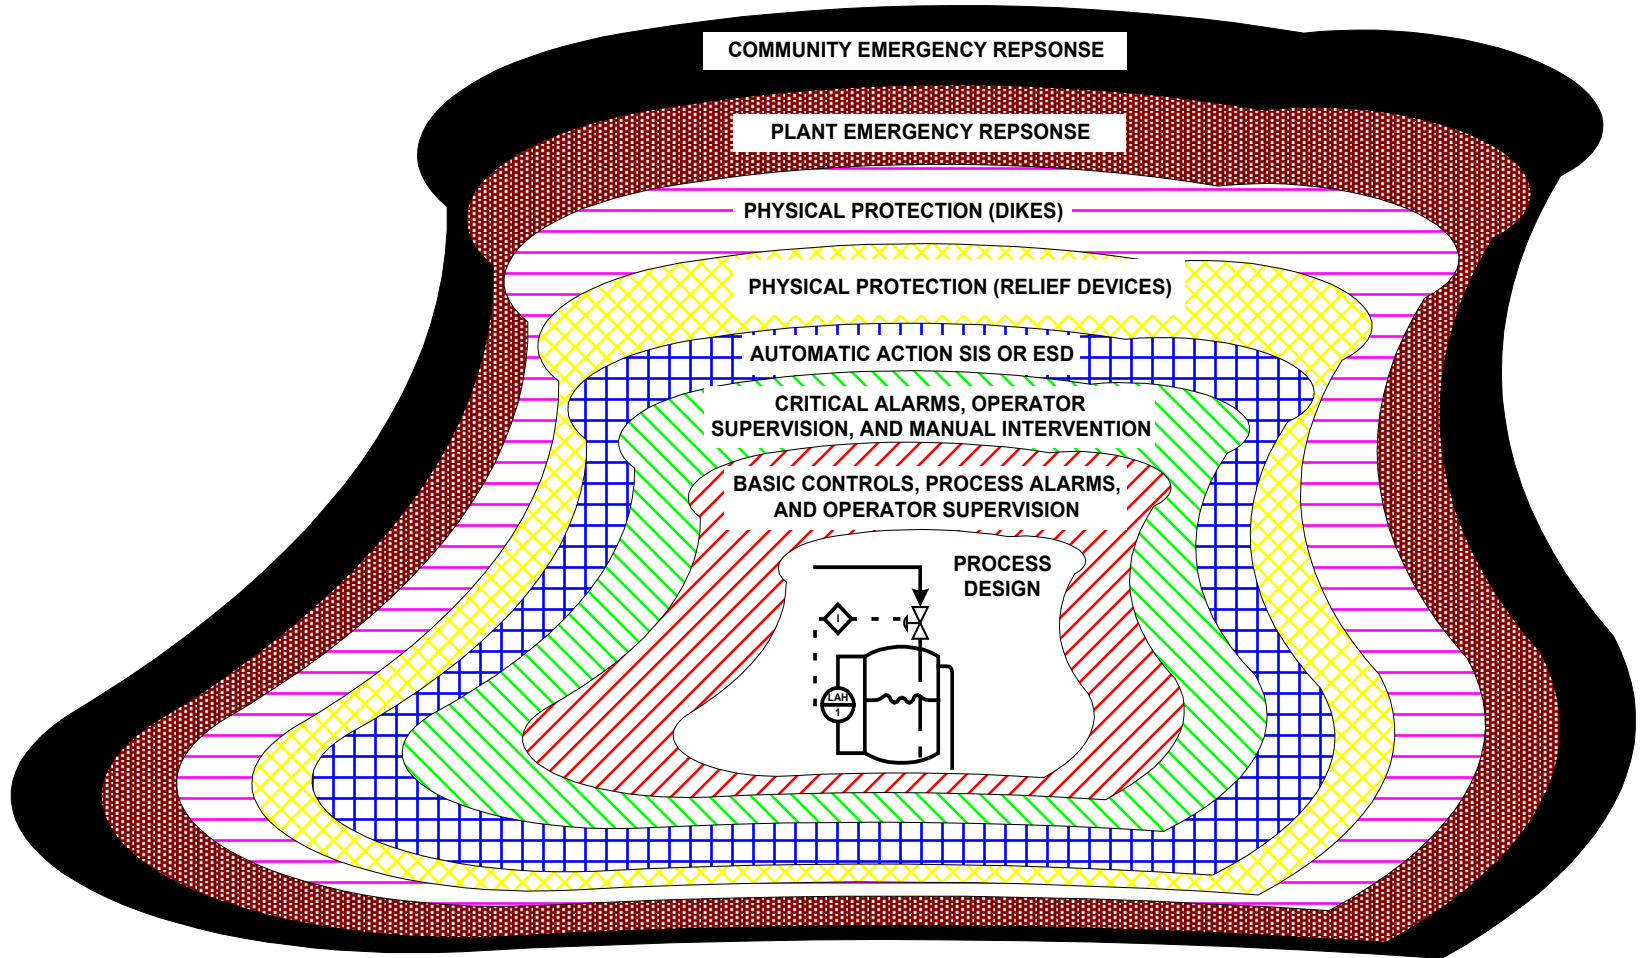 COMMUNITY EMERGENCY REPSONSE
PLANT EMERGENCY REPSONSE
PHYSICAL PROTECTION (DIKES)
PHYSICAL PROTECTION (RELIEF DEVICES)
AUTOMATIC ACTION SIS OR ESD
CRITICAL ALARMS, OPERATOR
SUPERVISION, AND MANUAL INTERVENTION
BASIC CONTROLS, PROCESS ALARMS,
AND OPERATOR SUPERVISION
PROCESS
DESIGN
I
LAH
1